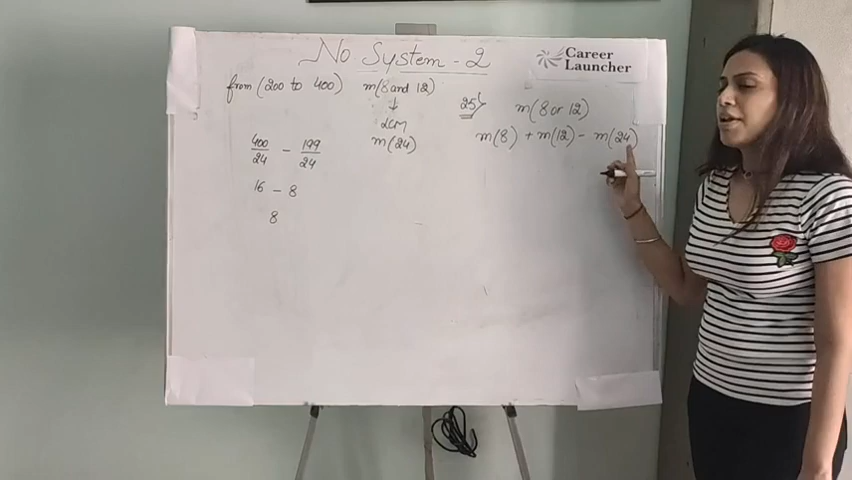 No System - 2
Career
Launcher
from (200 to 400) m(8 and 12)
↓
LCM
m(24)
400/24 - 199/24
16 - 8
8
25
m(8 or 12)
m(8) + m(12) - m(24)